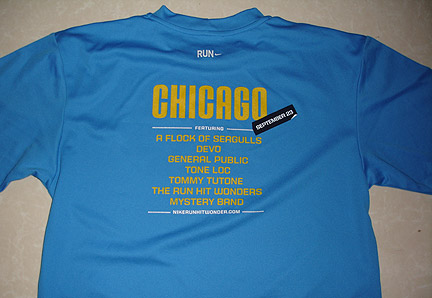 RUN
CHICAGO
SEPTEMBER 23
FEATURING
A FLOCK OF SEAGULLS
DEVO
GENERAL PUBLIC
TONE LOC
TOMMY TUTONE
THE RUN HIT WONDERS
MYSTERY BAND
NIKERUNHITWONDER.COM